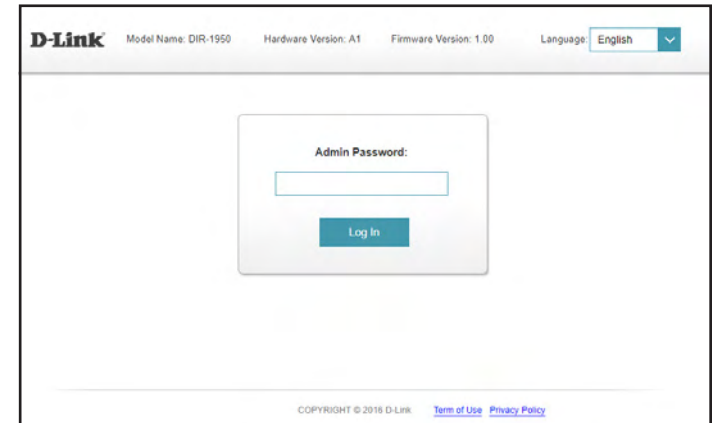 D-Link Model Name: DIR-1950 Hardware Version: A1 Firmware Version: 1.00 Language: English
Admin Password:
Log In
COPYRIGHT © 2016 D-Link Term of Use Privacy Policy